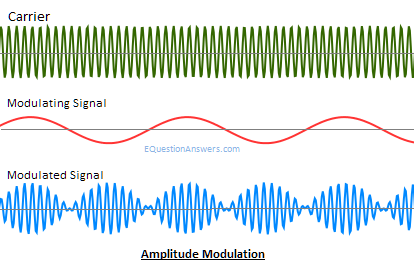 Carrier
Modulating Signal
EQuestionAnswers.com
Modulated Signal
Amplitude Modulation